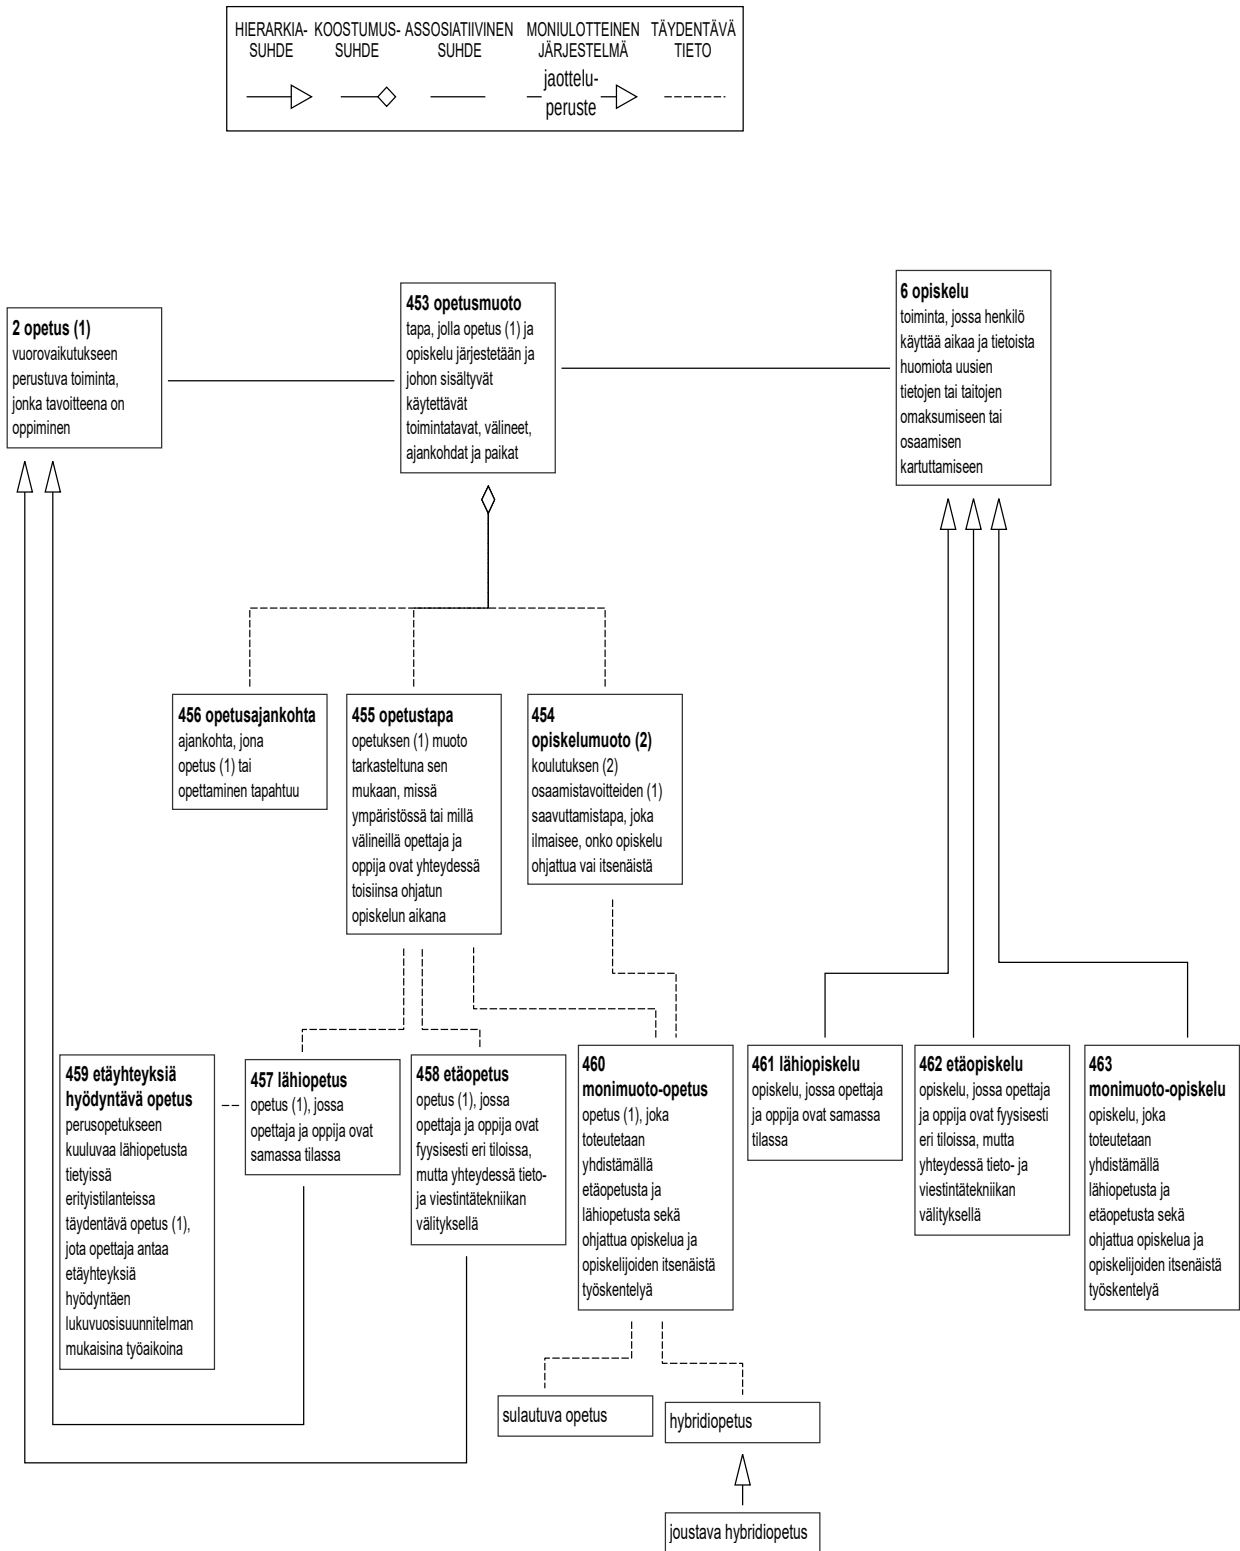 HIERARKIA-
SUHDE
KOOSTUMUS-
SUHDE
ASSOSIATIIVINEN
SUHDE
MONIULOTTEINEN
JÄRJESTELMÄ
TÄYDENTÄVÄ
TIETO
jaottelu-
peruste
2 opetus (1)
vuorovaikutukseen
perustuva toiminta,
jonka tavoitteena on
oppiminen
453 opetusmuoto
tapa, jolla opetus (1) ja
opiskelu järjestetään ja
johon sisältyvät
käytettävät
toimintatavat, välineet,
ajankohdat ja paikat
6 opiskelu
toiminta, jossa henkilö
käyttää aikaa ja tietoista
huomiota uusien
tietojen tai taitojen
omaksumiseen tai
osaamisen
kartuttamiseen
456 opetusajankohta
ajankohta, jona
opetus (1) tai
opettaminen tapahtuu
455 opetustapa
opetuksen (1) muoto
tarkasteltuna sen
mukaan, missä
ympäristössä tai millä
välineillä opettaja ja
oppija ovat yhteydessä
toisiinsa ohjatun
opiskelun aikana
454
opiskelumuoto (2)
koulutuksen (2)
osaamistavoitteiden (1)
saavuttamistapa, joka
ilmaisee, onko opiskelu
ohjattua vai itsenäistä
459 etäyhteyksiä
hyödyntävä opetus
perusopetukseen
kuuluvaa lähiopetusta
tietyissä
erityistilanteissa
täydentävä opetus (1),
jota opettaja antaa
etäyhteyksiä
hyödyntäen
lukuvuosisuunnitelman
mukaisina työaikoina
457 lähiopetus
opetus (1), jossa
opettaja ja oppija ovat
samassa tilassa
458 etäopetus
opetus (1), jossa
opettaja ja oppija ovat
fyysisesti eri tiloissa,
mutta yhteydessä tieto-
ja viestintätekniikan
välityksellä
460
monimuoto-opetus
opetus (1), joka
toteutetaan
yhdistämällä
etäopetusta ja
lähiopetusta sekä
ohjattua opiskelua ja
opiskelijoiden itsenäistä
työskentelyä
461 lähiopiskelu
opiskelu, jossa opettaja
ja oppija ovat samassa
tilassa
462 etäopiskelu
opiskelu, jossa opettaja
ja oppija ovat fyysisesti
eri tiloissa, mutta
yhteydessä tieto- ja
viestintätekniikan
välityksellä
463
monimuoto-opiskelu
opiskelu, joka
toteutetaan
yhdistämällä
lähiopetusta ja
etäopetusta sekä
ohjattua opiskelua ja
opiskelijoiden itsenäistä
työskentelyä
sulautuva opetus
hybridiopetus
joustava hybridiopetus